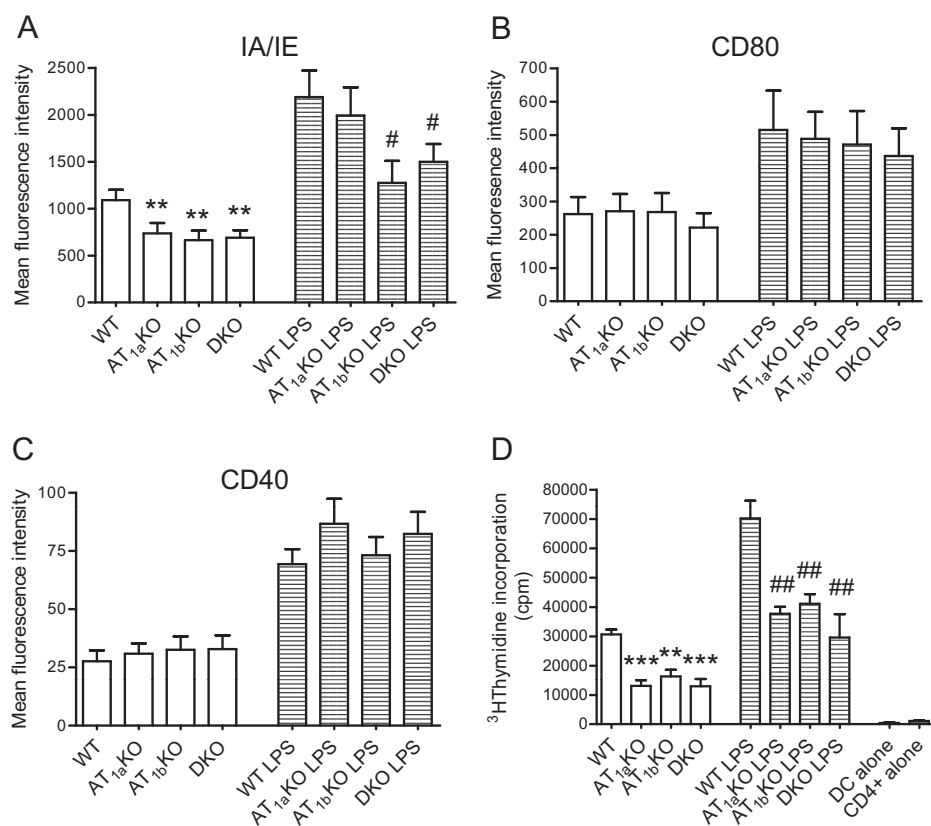 A
IA/IE
Mean fluorescence intensity
2500
2000
1500
1000
500
0
**
**
**
#
#
WT
AT1aKO
AT1bKO
DKO
WT LPS
AT1aKO LPS
AT1bKO LPS
DKO LPS
B
CD80
Mean fluoresence intensity
700
600
500
400
300
200
100
0
WT
AT1aKO
AT1bKO
DKO
WT LPS
AT1aKO LPS
AT1bKO LPS
DKO LPS
C
CD40
Mean fluorescence intensity
100
75
50
25
0
WT
AT1aKO
AT1bKO
DKO
WT LPS
AT1aKO LPS
AT1bKO LPS
DKO LPS
D
3HThymidine incorporation
(cpm)
80000
70000
60000
50000
40000
30000
20000
10000
0
***
**
***
##
##
##
WT
AT1aKO
AT1bKO
DKO
WT LPS
AT1aKO LPS
AT1bKO LPS
DKO LPS
DC alone
CD4+ alone